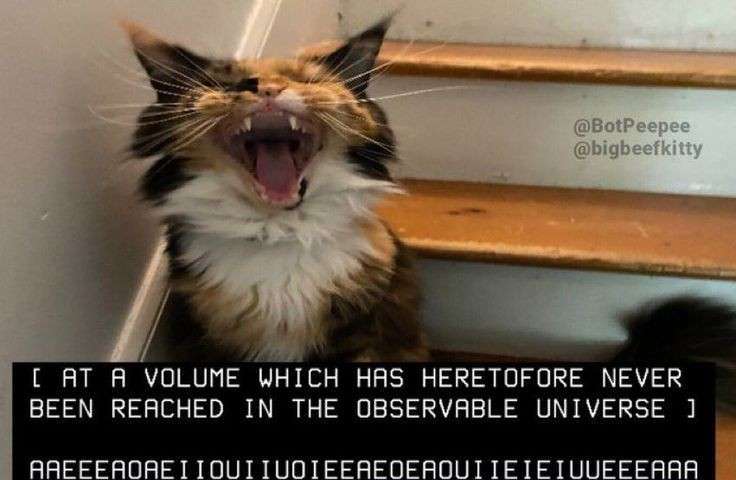 @BotPeepee
@bigbeefkitty
[ AT A VOLUME WHICH HAS HERETOFORE NEVER
BEEN REACHED IN THE OBSERVABLE UNIVERSE ]
AAEEEAOAEIIOUIIUOIEEAEOEAOUIIEIEIUUEEEAAA